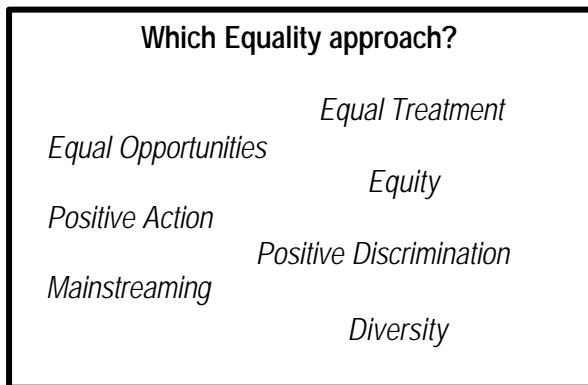 Which Equality approach?
Equal Treatment
Equal Opportunities
Equity
Positive Action
Positive Discrimination
Mainstreaming
Diversity